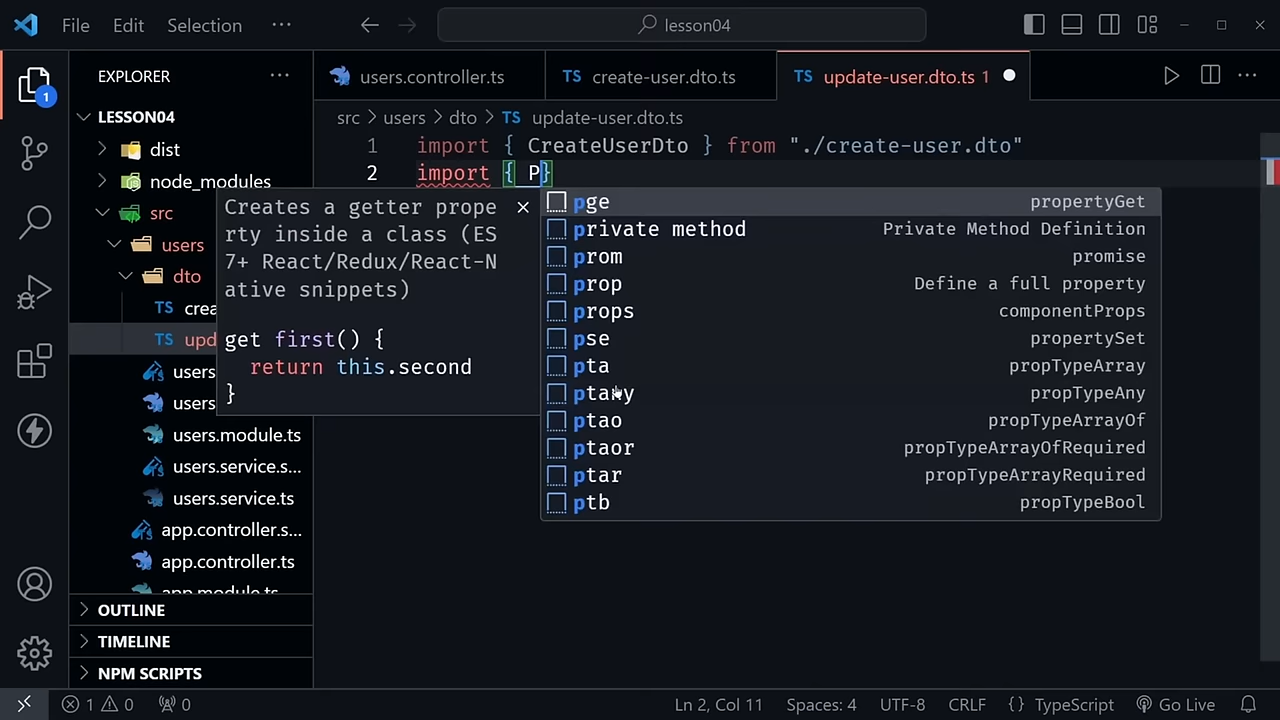 File Edit Selection ··· lesson04
EXPLORER ···
1
LESSON04
dist
node_modules
src
users
dto
TS crea
TS upd
users
users
users.module.ts
users.service.s...
users.service.ts
app.controller.s...
app.controller.ts
app.module.ts
OUTLINE
TIMELINE
NPM SCRIPTS
users.controller.ts TS create-user.dto.ts TS update-user.dto.ts 1 ···
src > users > dto > TS update-user.dto.ts
1 import { CreateUserDto } from "./create-user.dto"
2 import { P}
Creates a getter prope
rty inside a class (ES
7+ React/Redux/React-N
ative snippets)
get first() {
return this.second
}
pge propertyGet
private method Private Method Definition
prom promise
prop Define a full property
props componentProps
pse propertySet
pta propTypeArray
ptany propTypeAny
ptao propTypeArrayOf
ptaor propTypeArrayOfRequired
ptar propTypeArrayRequired
ptb propTypeBool
1 0 0 Ln 2, Col 11 Spaces: 4 UTF-8 CRLF {} TypeScript Go Live